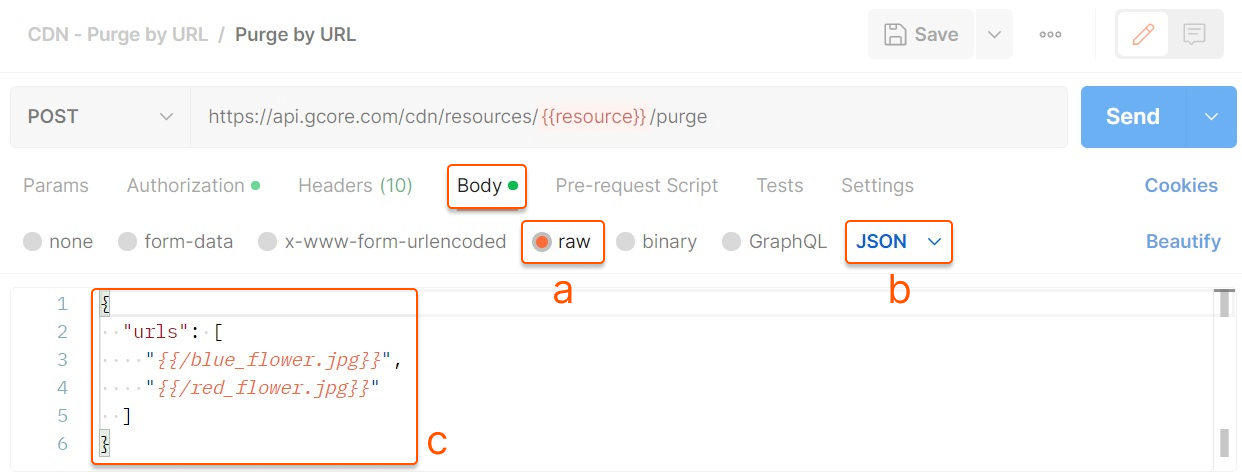 CDN - Purge by URL / Purge by URL
Save
POST
https://api.gcore.com/cdn/resources/{{resource}}/purge
Send
Params Authorization Headers (10) Body Pre-request Script Tests Settings Cookies
none form-data x-www-form-urlencoded raw binary GraphQL JSON Beautify
a b
1 {
2 "urls": [
3 "{{/blue_flower.jpg}}",
4 "{{/red_flower.jpg}}"
5 ]
6 }
c